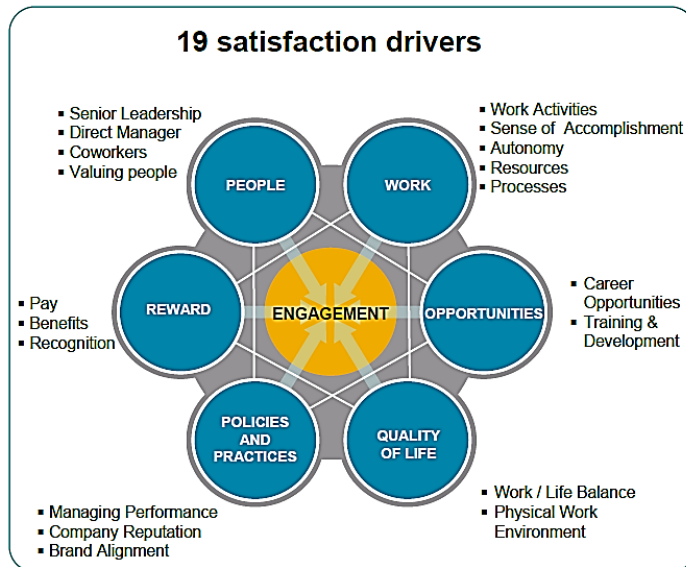 19 satisfaction drivers
▪ Senior Leadership
▪ Direct Manager
▪ Coworkers
▪ Valuing people
▪ Work Activities
▪ Sense of Accomplishment
▪ Autonomy
▪ Resources
▪ Processes
PEOPLE
WORK
▪ Pay
▪ Benefits
▪ Recognition
REWARD
ENGAGEMENT
OPPORTUNITIES
▪ Career
Opportunities
▪ Training &
Development
POLICIES
AND
PRACTICES
QUALITY
OF LIFE
▪ Managing Performance
▪ Company Reputation
▪ Brand Alignment
▪ Work / Life Balance
▪ Physical Work
Environment